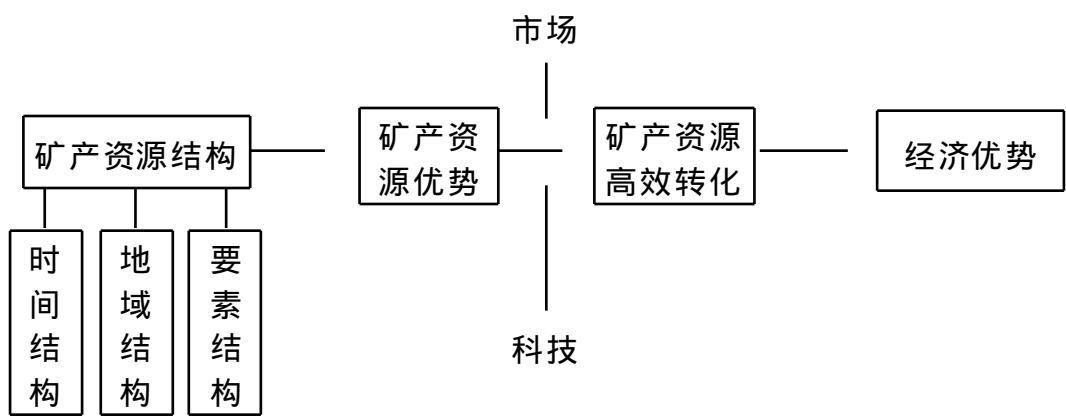 市场
矿产资源结构
矿产资
源优势
矿产资源
高效转化
经济优势
时间结构
地域结构
要素结构
科技